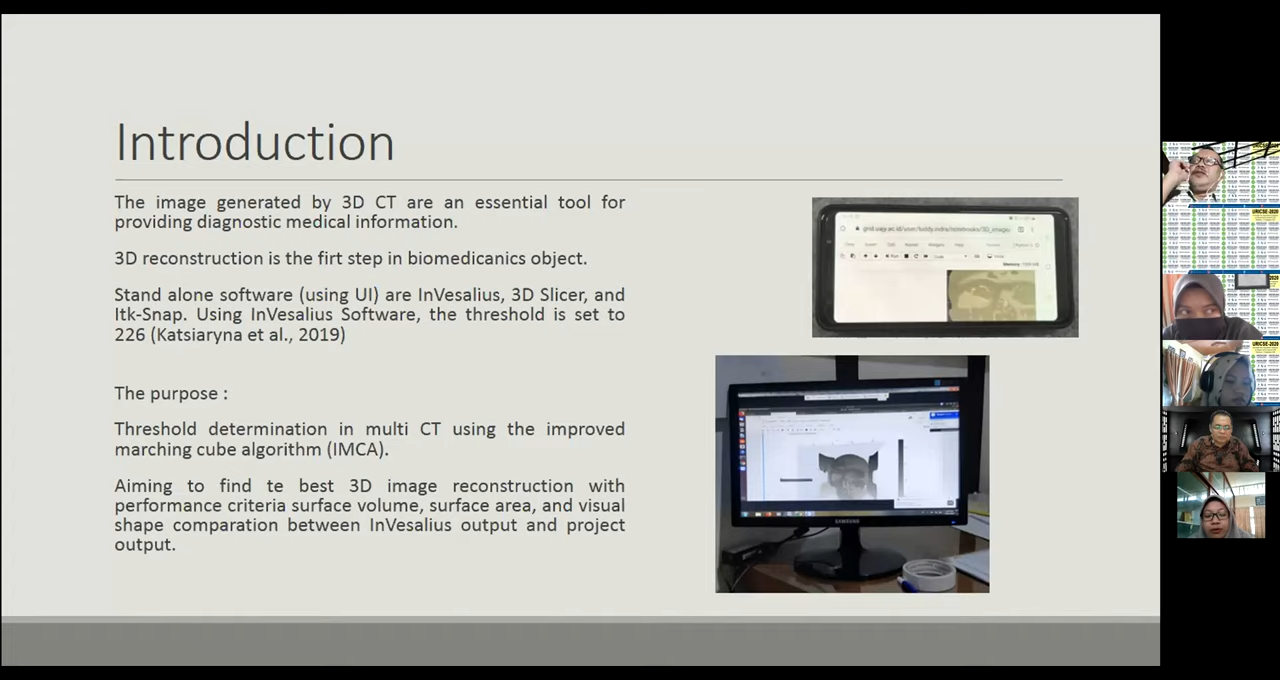 Introduction
The image generated by 3D CT are an essential tool for
providing diagnostic medical information.
3D reconstruction is the firt step in biomedicanics object.
Stand alone software (using UI) are InVesalius, 3D Slicer, and
Itk-Snap. Using InVesalius Software, the threshold is set to
226 (Katsiaryna et al., 2019)
The purpose :
Threshold determination in multi CT using the improved
marching cube algorithm (IMCA).
Aiming to find te best 3D image reconstruction with
performance criteria surface volume, surface area, and visual
shape comparation between InVesalius output and project
output.
SAMSUNG
URICSE-2020
URICSE-2020